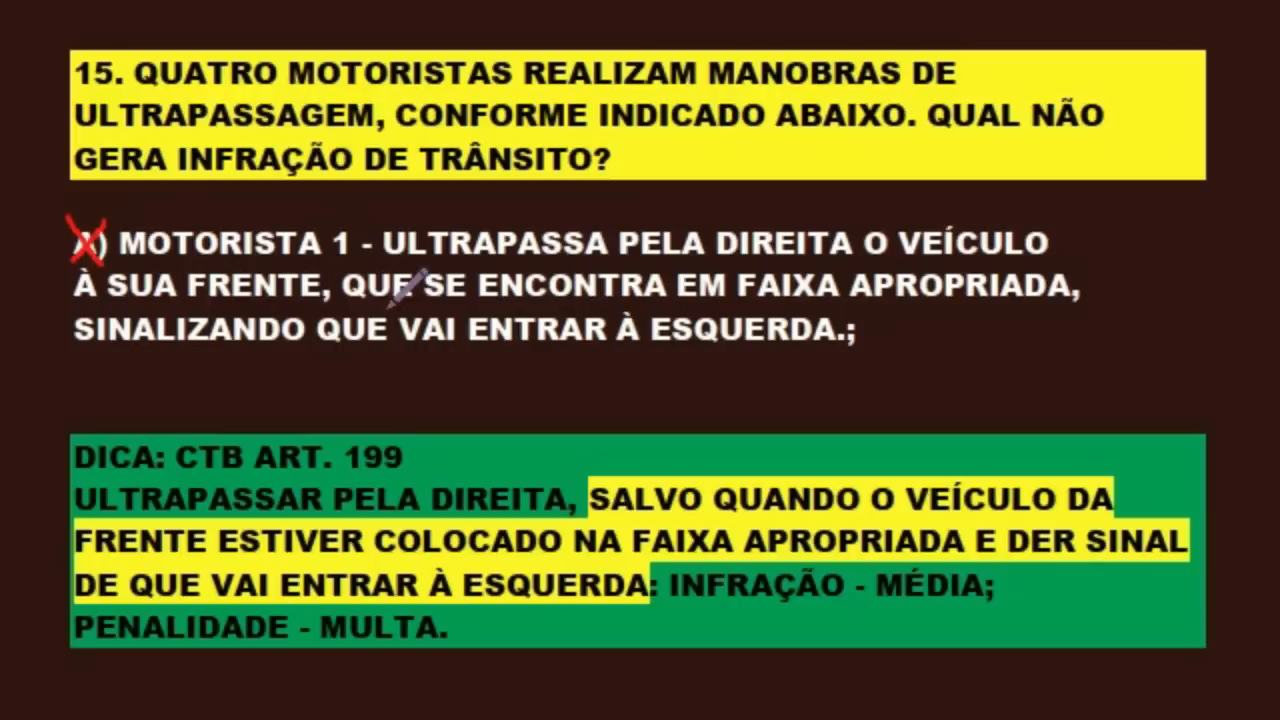 15. QUATRO MOTORISTAS REALIZAM MANOBRAS DE
ULTRAPASSAGEM, CONFORME INDICADO ABAIXO. QUAL NÃO
GERA INFRAÇÃO DE TRÂNSITO?
A) MOTORISTA 1 - ULTRAPASSA PELA DIREITA O VEÍCULO
À SUA FRENTE, QUE SE ENCONTRA EM FAIXA APROPRIADA,
SINALIZANDO QUE VAI ENTRAR À ESQUERDA.;
DICA: CTB ART. 199
ULTRAPASSAR PELA DIREITA, SALVO QUANDO O VEÍCULO DA
FRENTE ESTIVER COLOCADO NA FAIXA APROPRIADA E DER SINAL
DE QUE VAI ENTRAR À ESQUERDA: INFRAÇÃO - MÉDIA;
PENALIDADE - MULTA.